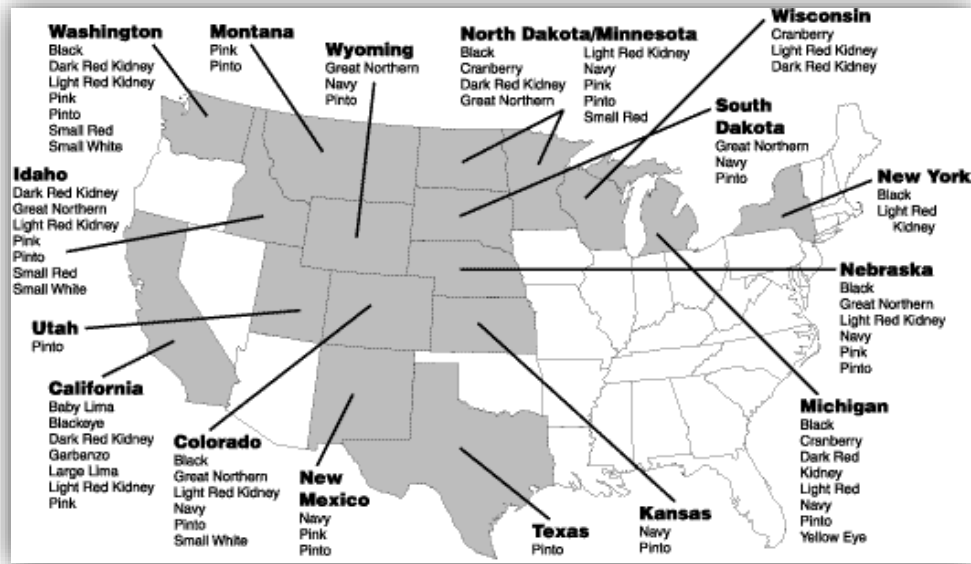 Washington
Black
Dark Red Kidney
Light Red Kidney
Pink
Pinto
Small Red
Small White
Montana
Pink
Pinto
Wyoming
Great Northern
Navy
Pinto
North Dakota/Minnesota
Black
Cranberry
Dark Red Kidney
Great Northern
Light Red Kidney
Navy
Pink
Pinto
Small Red
Wisconsin
Cranberry
Light Red Kidney
Dark Red Kidney
South
Dakota
Great Northern
Navy
Pinto
New York
Black
Light Red
Kidney
Idaho
Dark Red Kidney
Great Northern
Light Red Kidney
Pink
Pinto
Small Red
Small White
Nebraska
Black
Great Northern
Light Red Kidney
Navy
Pink
Pinto
Utah
Pinto
California
Baby Lima
Blackeye
Dark Red Kidney
Garbanzo
Large Lima
Light Red Kidney
Pink
Colorado
Black
Great Northern
Light Red Kidney
Navy
Pinto
Small White
New
Mexico
Navy
Pink
Pinto
Texas
Pinto
Kansas
Navy
Pinto
Michigan
Black
Cranberry
Dark Red
Kidney
Light Red
Navy
Pinto
Yellow Eye